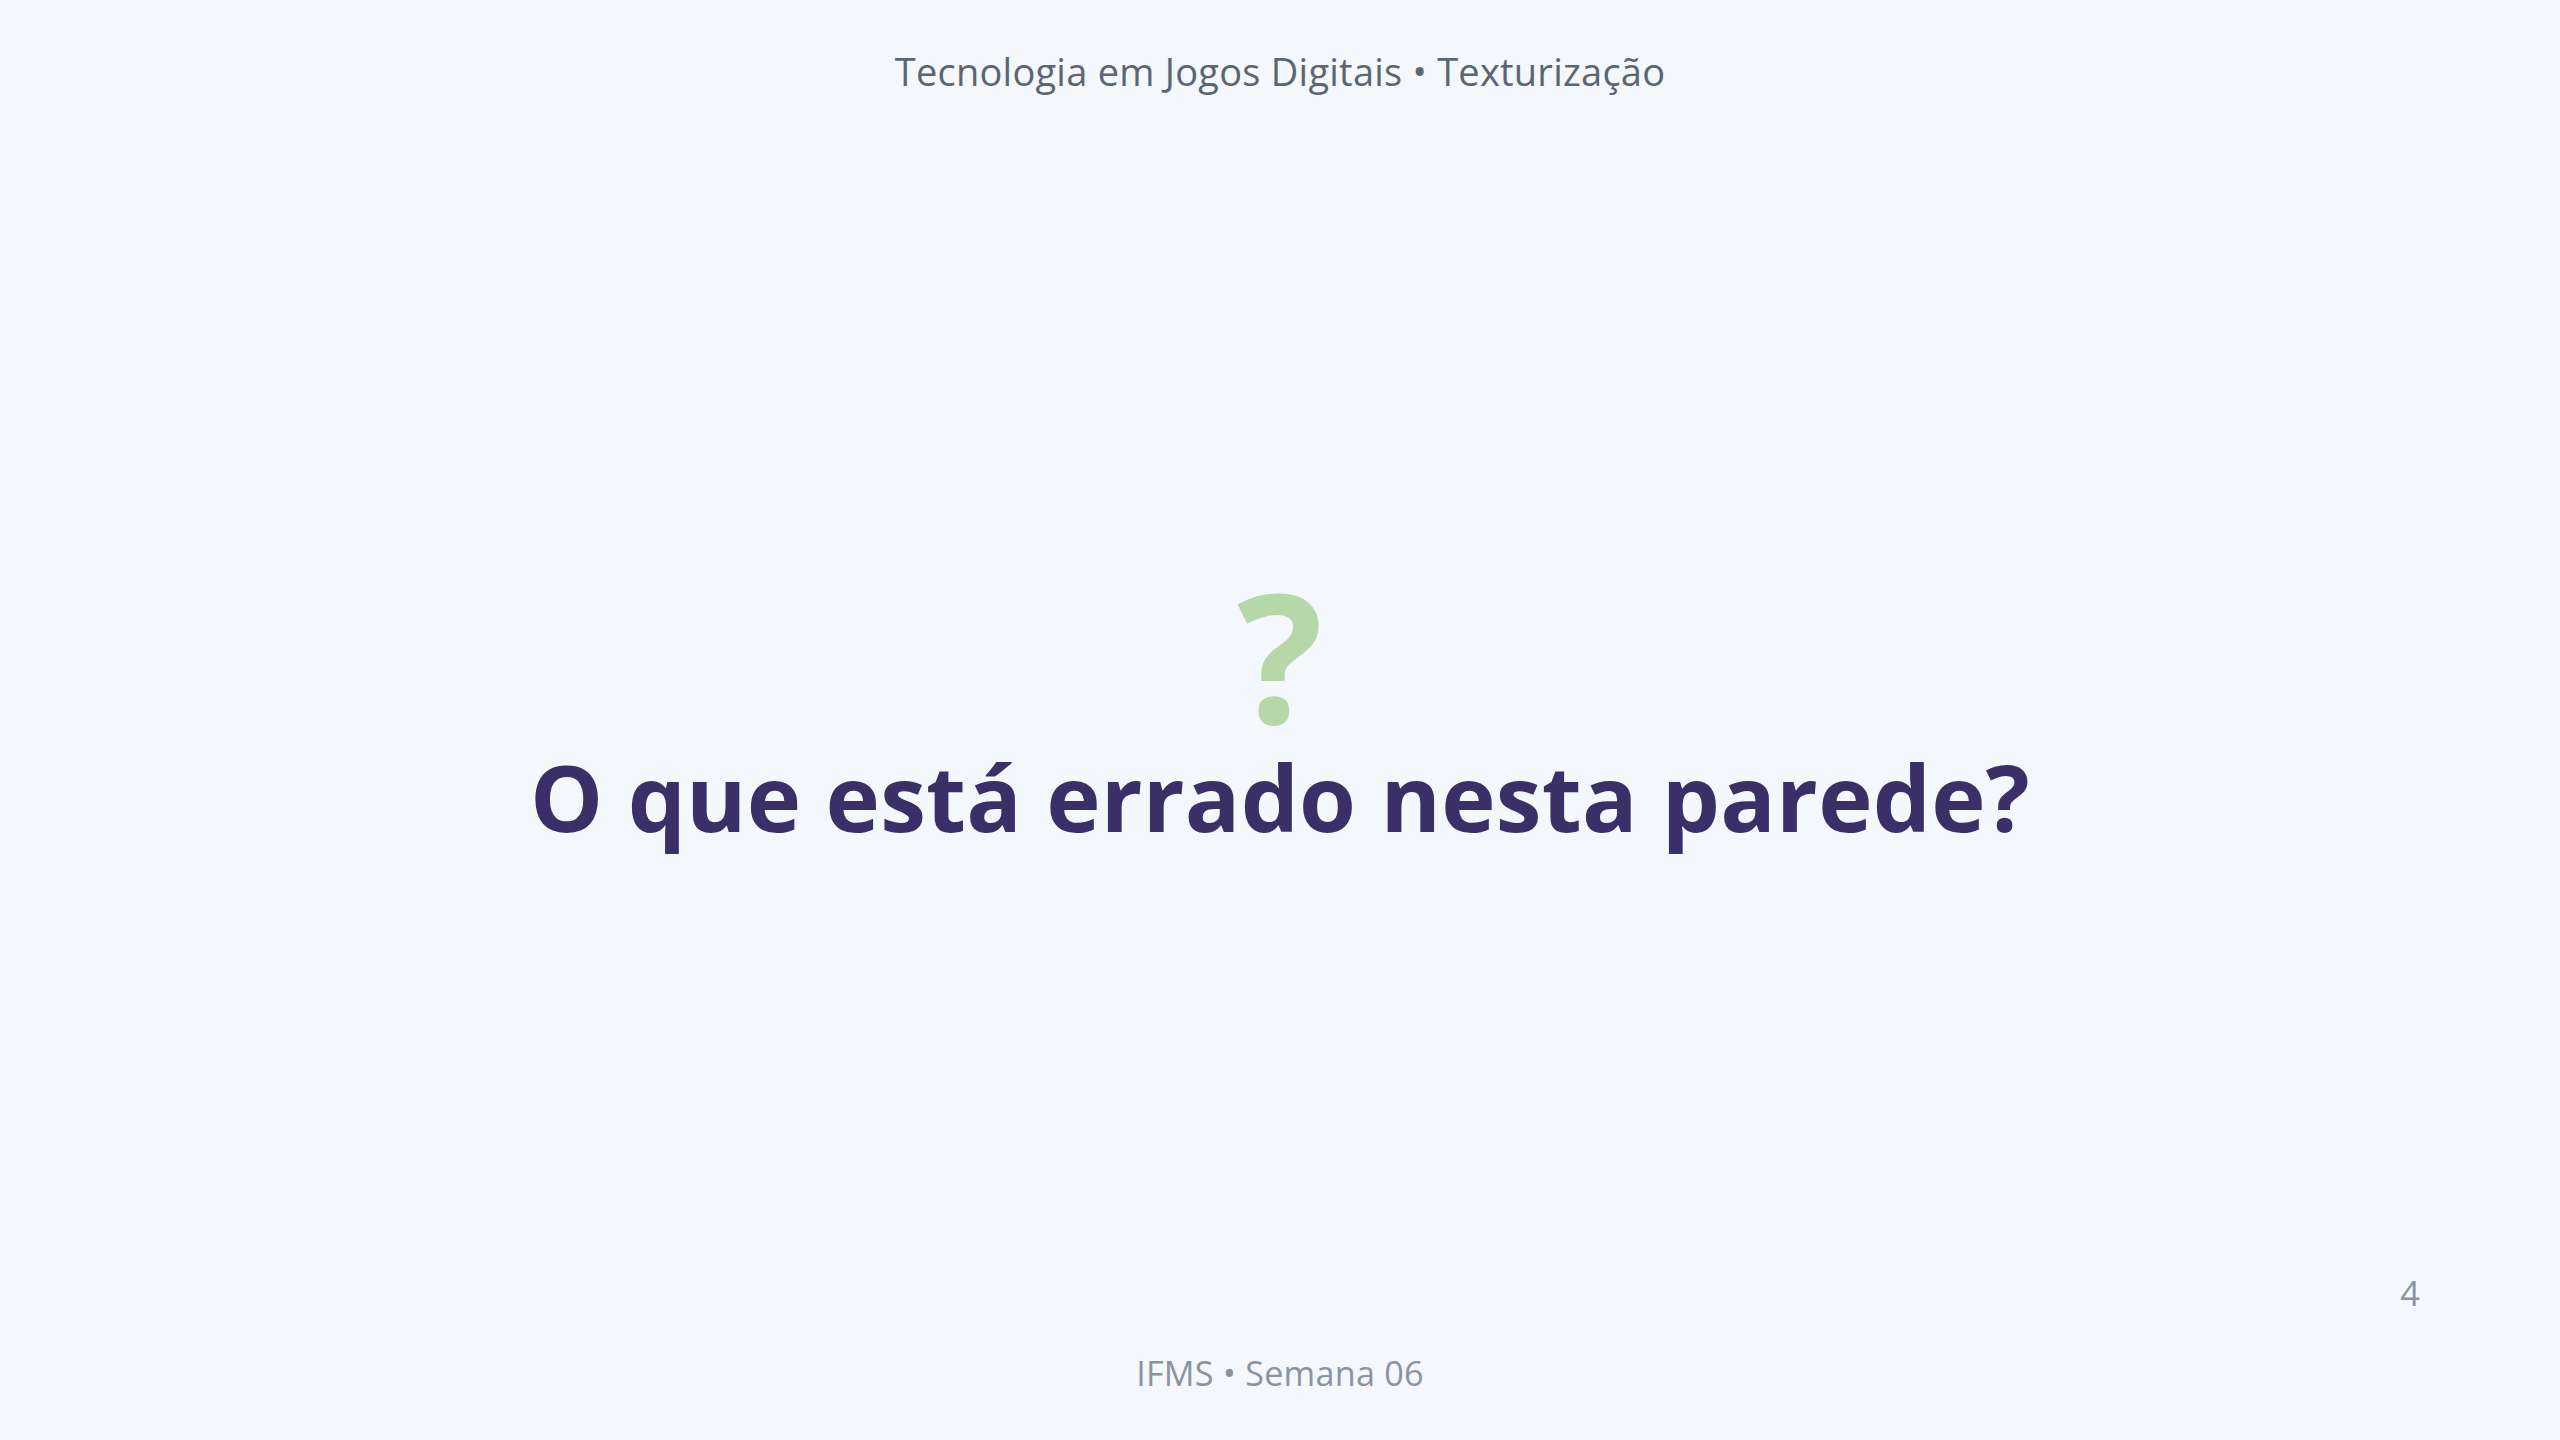 Tecnologia em Jogos Digitais • Texturização
?
O que está errado nesta parede?
4
IFMS • Semana 06